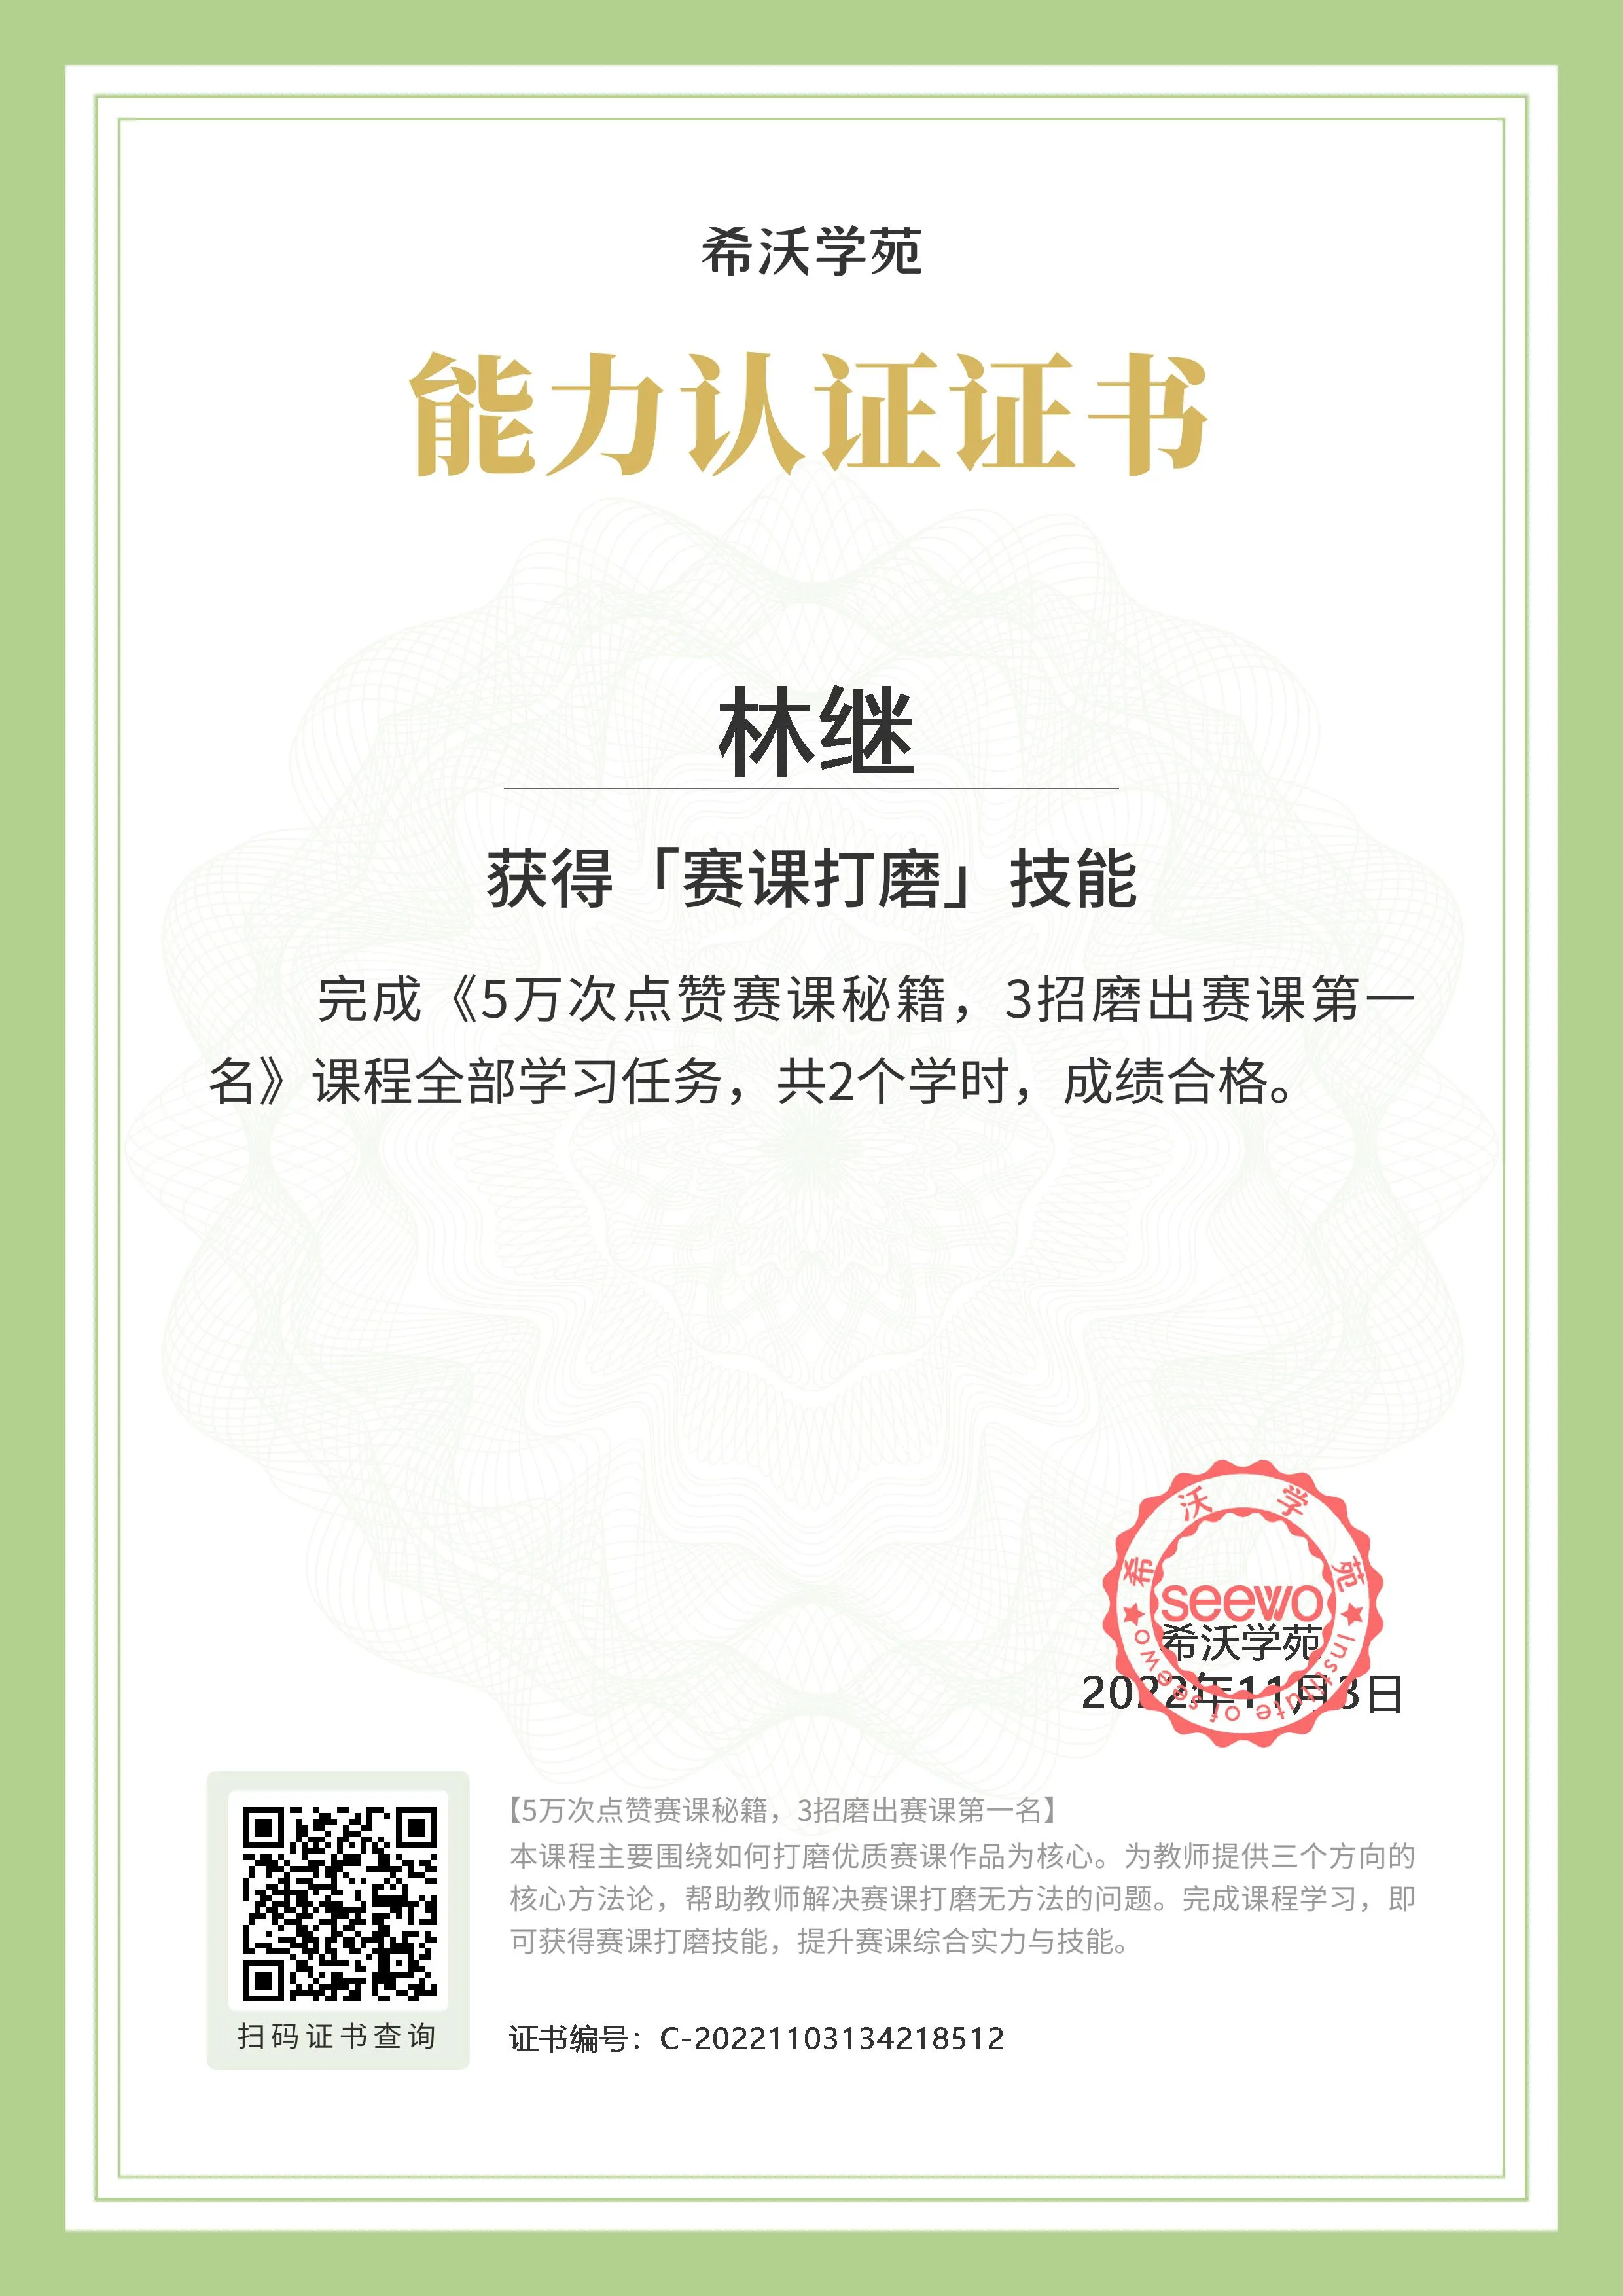 希沃学苑
能力认证证书
林继
获得「赛课打磨」技能
完成《5万次点赞赛课秘籍，3招磨出赛课第一
名》课程全部学习任务，共2个学时，成绩合格。
希沃学苑
seewo
Institute of seewo
希沃学苑
2022年11月3日
【5万次点赞赛课秘籍，3招磨出赛课第一名】
本课程主要围绕如何打磨优质赛课作品为核心。为教师提供三个方向的
核心方法论，帮助教师解决赛课打磨无方法的问题。完成课程学习，即
可获得赛课打磨技能，提升赛课综合实力与技能。
扫码证书查询
证书编号：C-20221103134218512